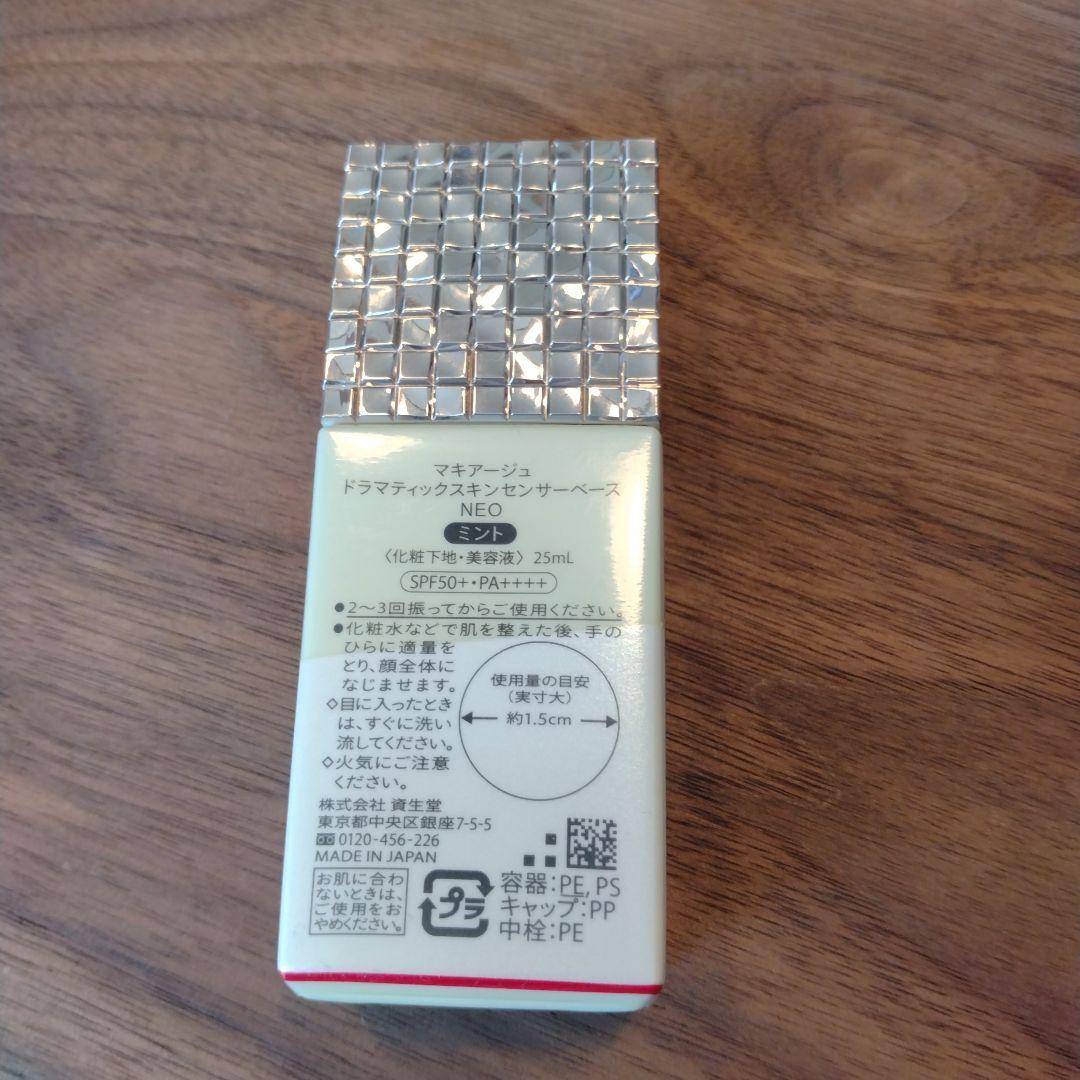 マキアージュ
ドラマティックスキンセンサーベース
NEO
ミント
〈化粧下地・美容液〉 25mL
SPF50+・PA++++
●2〜3回振ってからご使用ください。
●化粧水などで肌を整えた後、手の
ひらに適量を
とり、顔全体に
なじませます。
◇目に入ったとき
は、すぐに洗い
流してください。
◇火気にご注意
ください。
使用量の目安
(実寸大)
約1.5cm
株式会社 資生堂
東京都中央区銀座7-5-5
0120-456-226
MADE IN JAPAN
お肌に合わ
ないときは、
ご使用をお
やめください。
プラ
容器:PE, PS
キャップ:PP
中栓:PE